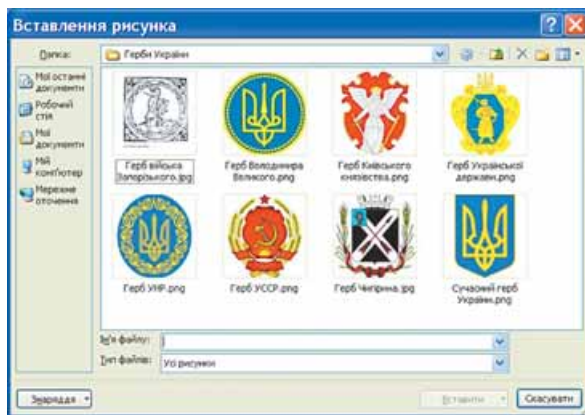 Вставлення рисунка
Папка:
Герби України
Мої останні
документи
Робочий
стіл
Мої
документи
Мій
комп'ютер
Мережне
оточення
Герб війська
Запорізького.jpg
Герб Володимира
Великого.png
Герб Київського
князівства.png
Герб Української
держави.png
Герб УНР.png
Герб УССР.png
Герб Чигирина.jpg
Сучасний герб
України.png
Ім'я файлу:
Тип файлів:
Усі рисунки
Знаряддя
Вставити
Скасувати